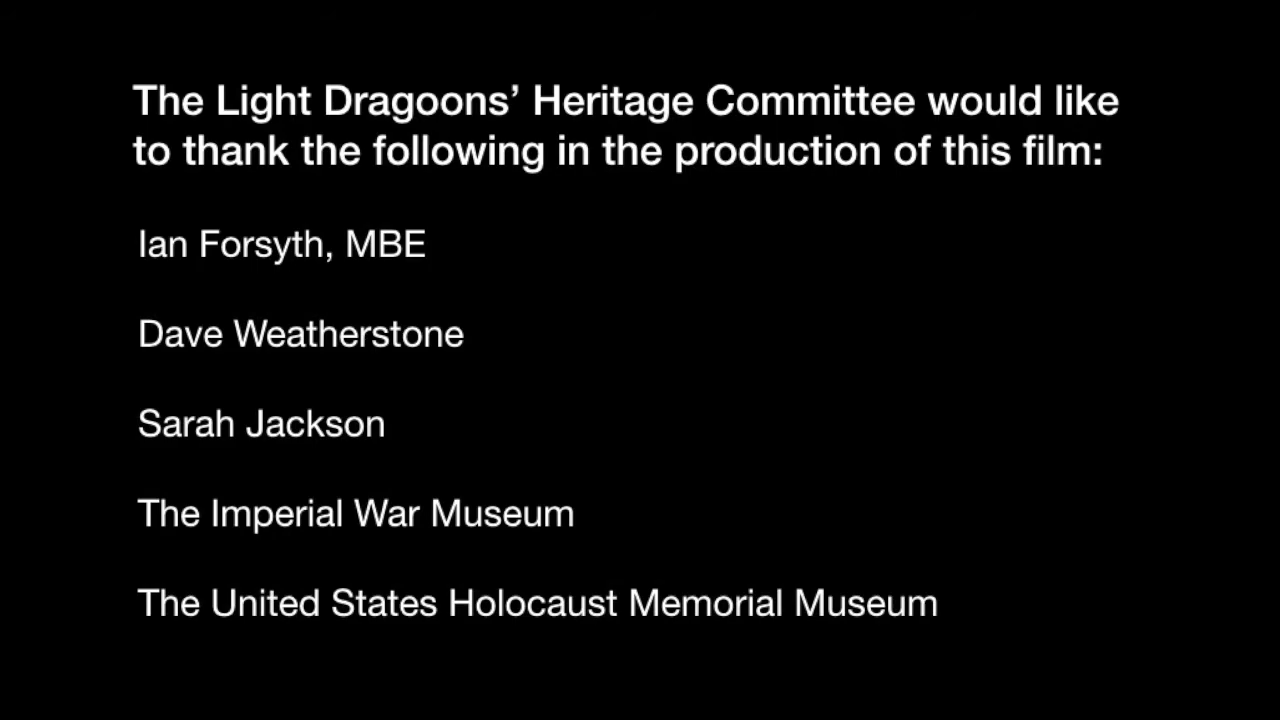 The Light Dragoons’ Heritage Committee would like
to thank the following in the production of this film:
Ian Forsyth, MBE
Dave Weatherstone
Sarah Jackson
The Imperial War Museum
The United States Holocaust Memorial Museum